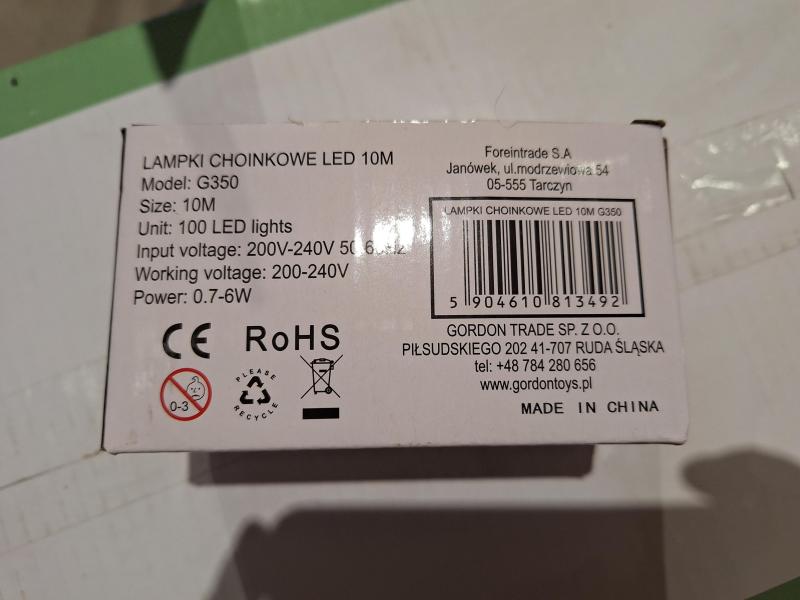 LAMPKI CHOINKOWE LED 10M
Model: G350
Size: 10M
Unit: 100 LED lights
Input voltage: 200V-240V 50
Working voltage: 200-240V
Power: 0.7-6W
CE RoHS
0-3
PLEASE RECYCLE
Foreintrade S.A
Janówek, ul.modrzewiowa 54
05-555 Tarczyn
LAMPKI CHOINKOWE LED 10M G350
5 904610 813492
GORDON TRADE SP. Z O.O.
PIŁSUDSKIEGO 202 41-707 RUDA ŚLĄSKA
tel: +48 784 280 656
www.gordontoys.pl
MADE IN CHINA